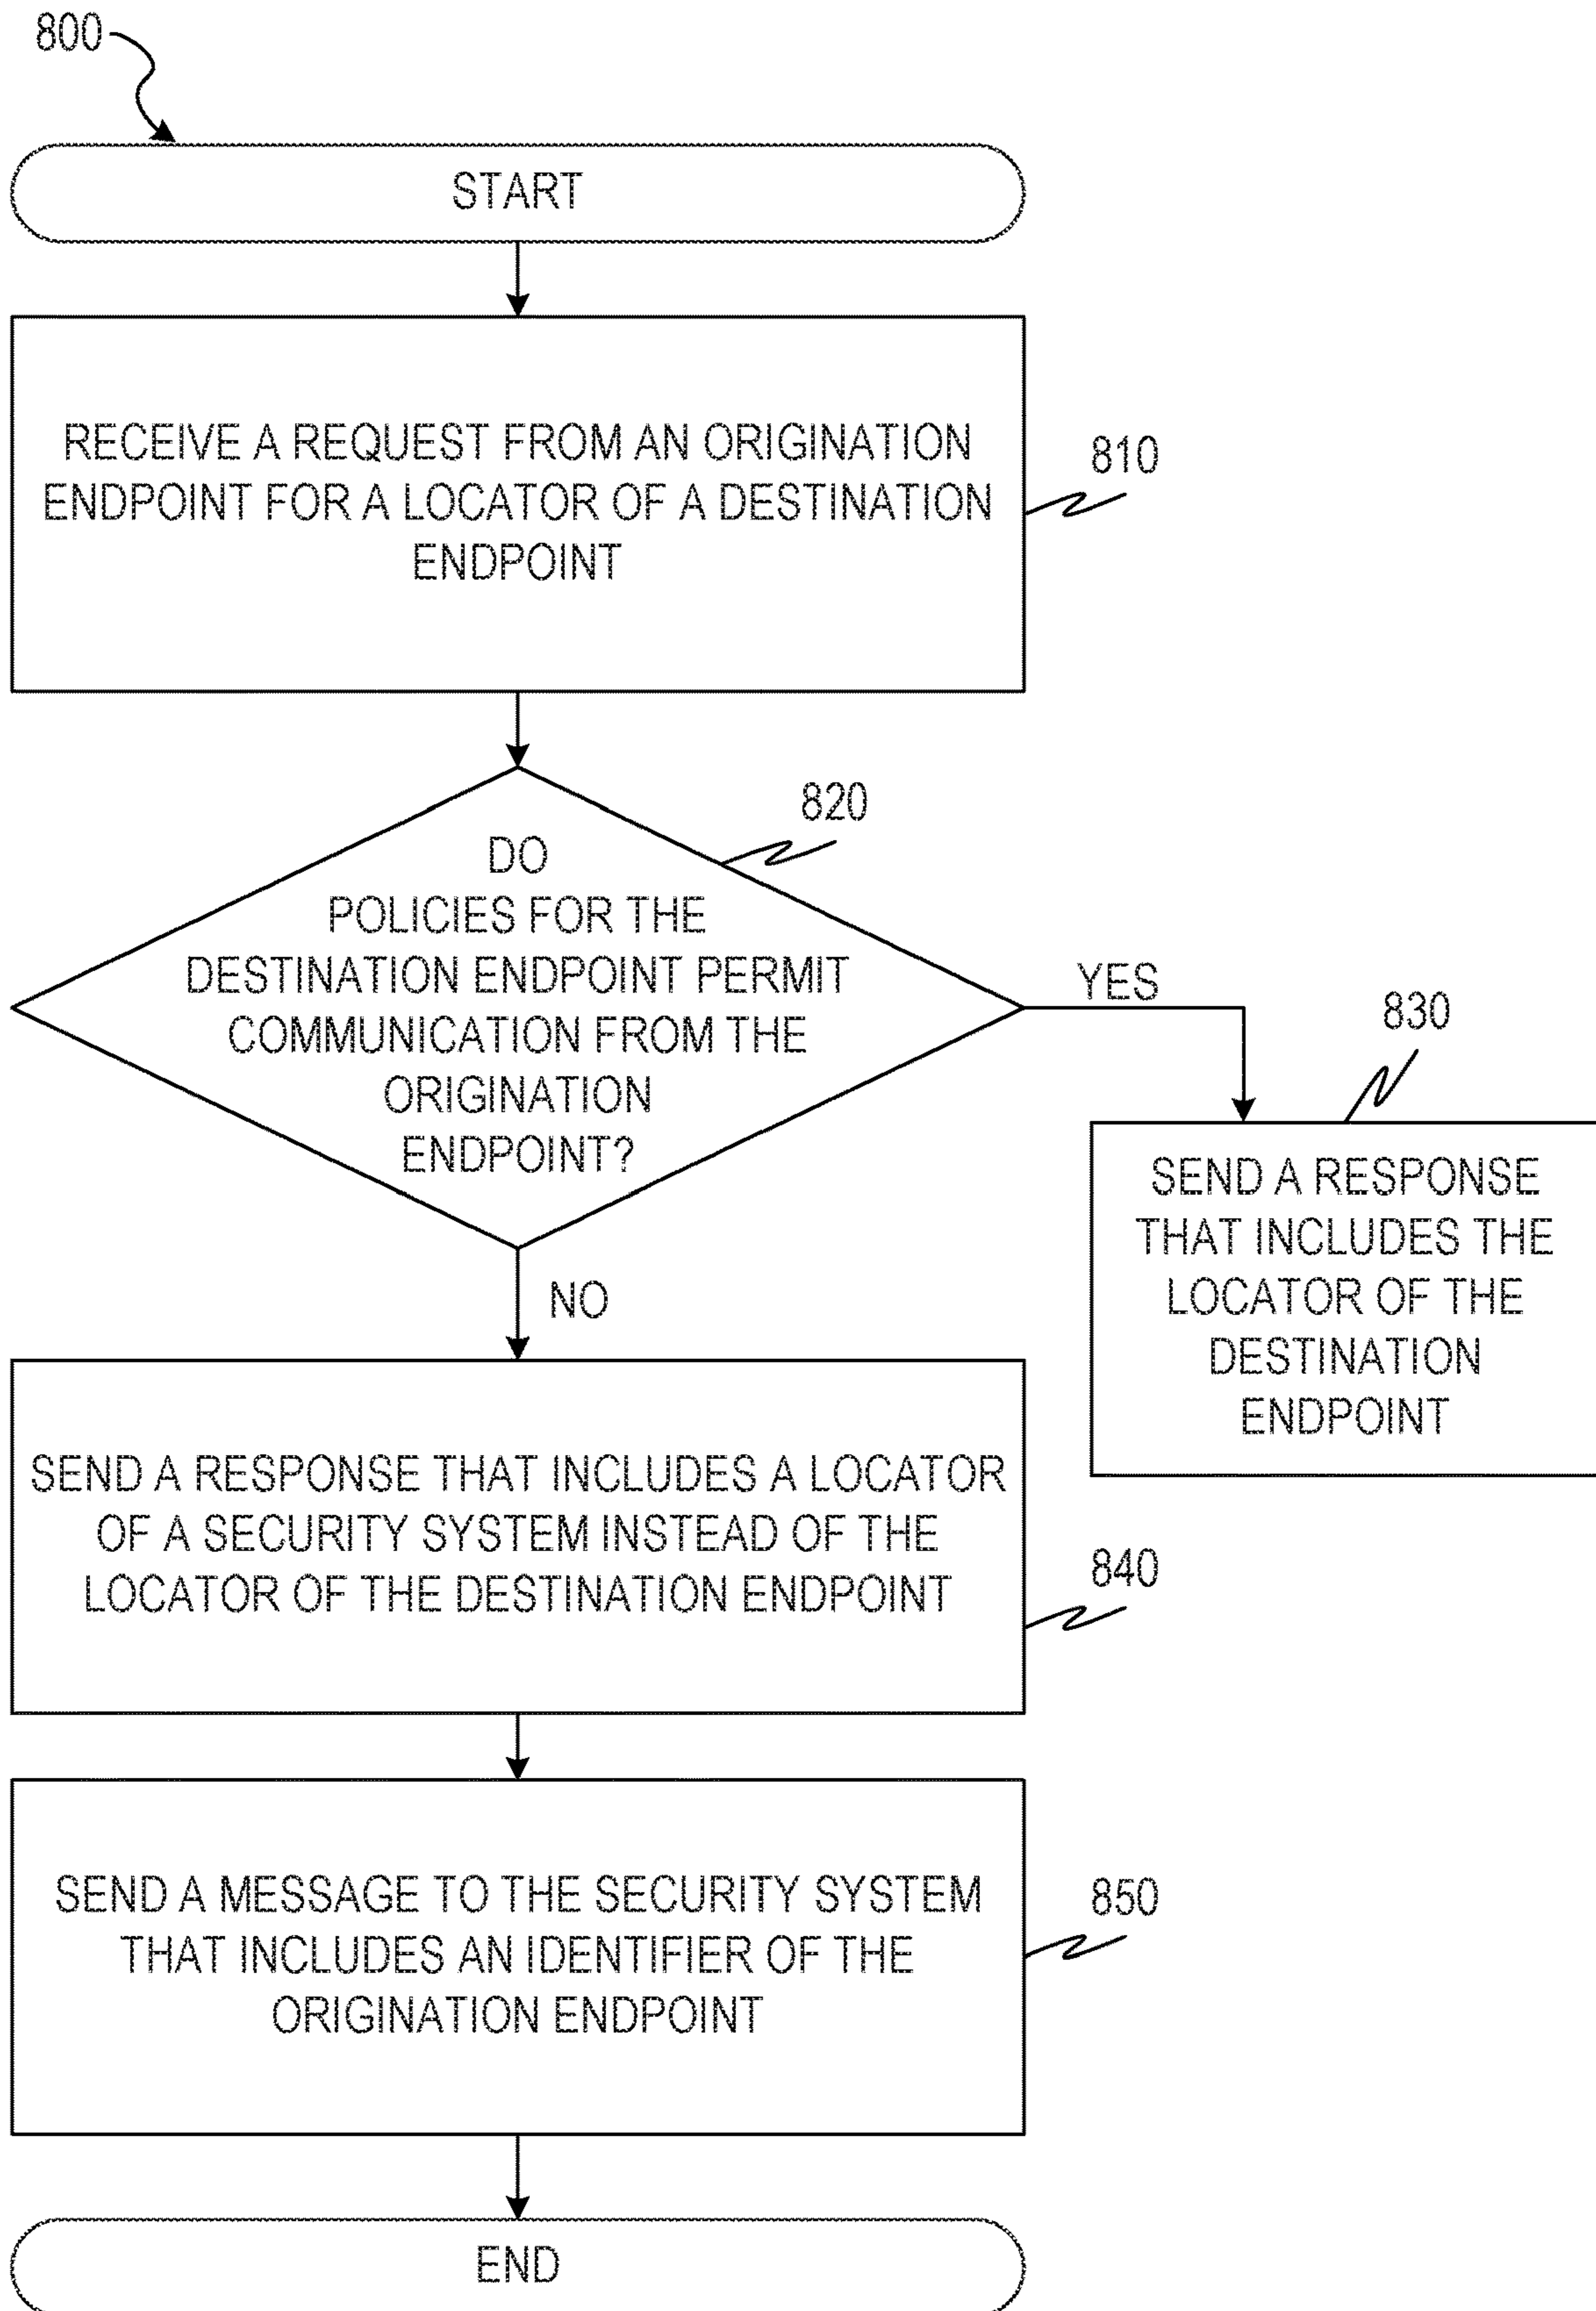 800
START
RECEIVE A REQUEST FROM AN ORIGINATION
ENDPOINT FOR A LOCATOR OF A DESTINATION
ENDPOINT
810
820
DO
POLICIES FOR THE
DESTINATION ENDPOINT PERMIT
COMMUNICATION FROM THE
ORIGINATION
ENDPOINT?
YES
830
SEND A RESPONSE
THAT INCLUDES THE
LOCATOR OF THE
DESTINATION
ENDPOINT
NO
SEND A RESPONSE THAT INCLUDES A LOCATOR
OF A SECURITY SYSTEM INSTEAD OF THE
LOCATOR OF THE DESTINATION ENDPOINT
840
SEND A MESSAGE TO THE SECURITY SYSTEM
THAT INCLUDES AN IDENTIFIER OF THE
ORIGINATION ENDPOINT
850
END